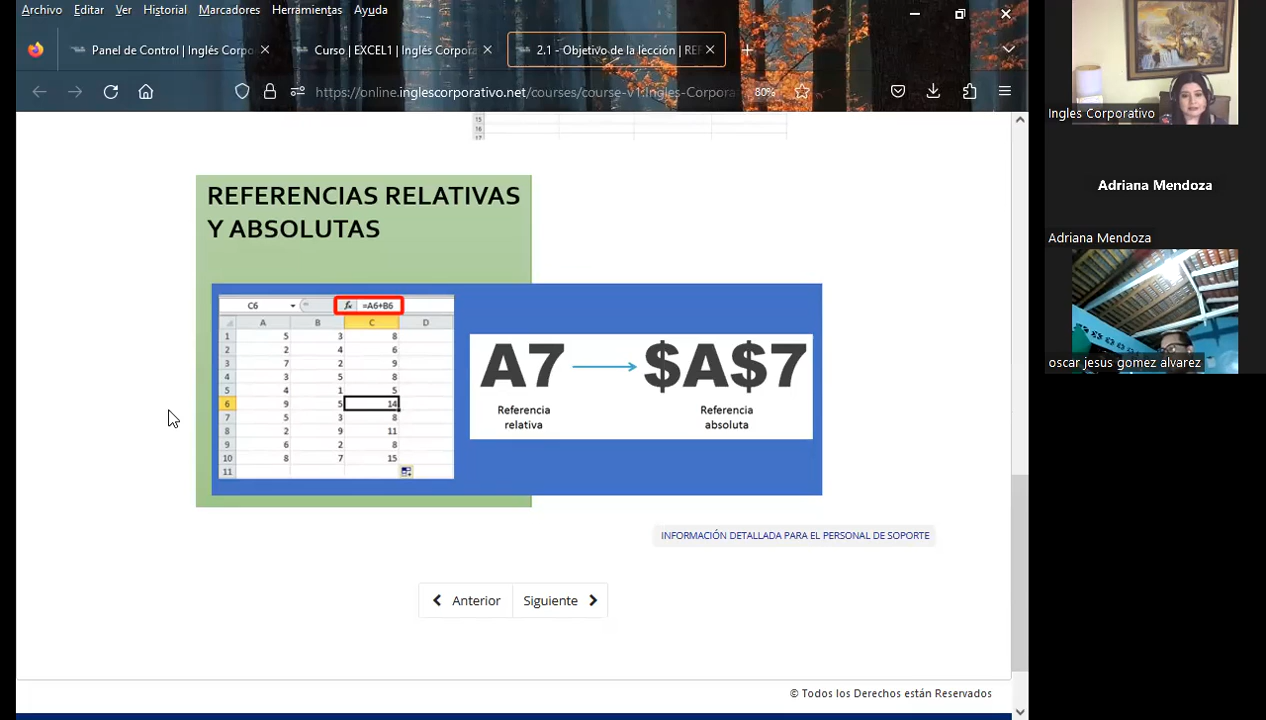 Archivo Editar Ver Historial Marcadores Herramientas Ayuda
Panel de Control | Inglés Corpo
Curso | EXCEL1 | Inglés Corpora
2.1 - Objetivo de la lección | REF
https://online.inglescorporativo.net/courses/course-v1:Ingles-Corpora
80%
15
16
17
REFERENCIAS RELATIVAS
Y ABSOLUTAS
C6 fx =A6+B6
A B C D
1 5 3 8
2 2 4 6
3 7 2 9
4 3 5 8
5 4 1 5
6 9 5 14
7 5 3 8
8 2 9 11
9 6 2 8
10 8 7 15
11
A7 $A$7
Referencia
relativa
Referencia
absoluta
INFORMACIÓN DETALLADA PARA EL PERSONAL DE SOPORTE
Anterior Siguiente
© Todos los Derechos están Reservados
Ingles Corporativo
Adriana Mendoza
Adriana Mendoza
oscar jesus gomez alvarez